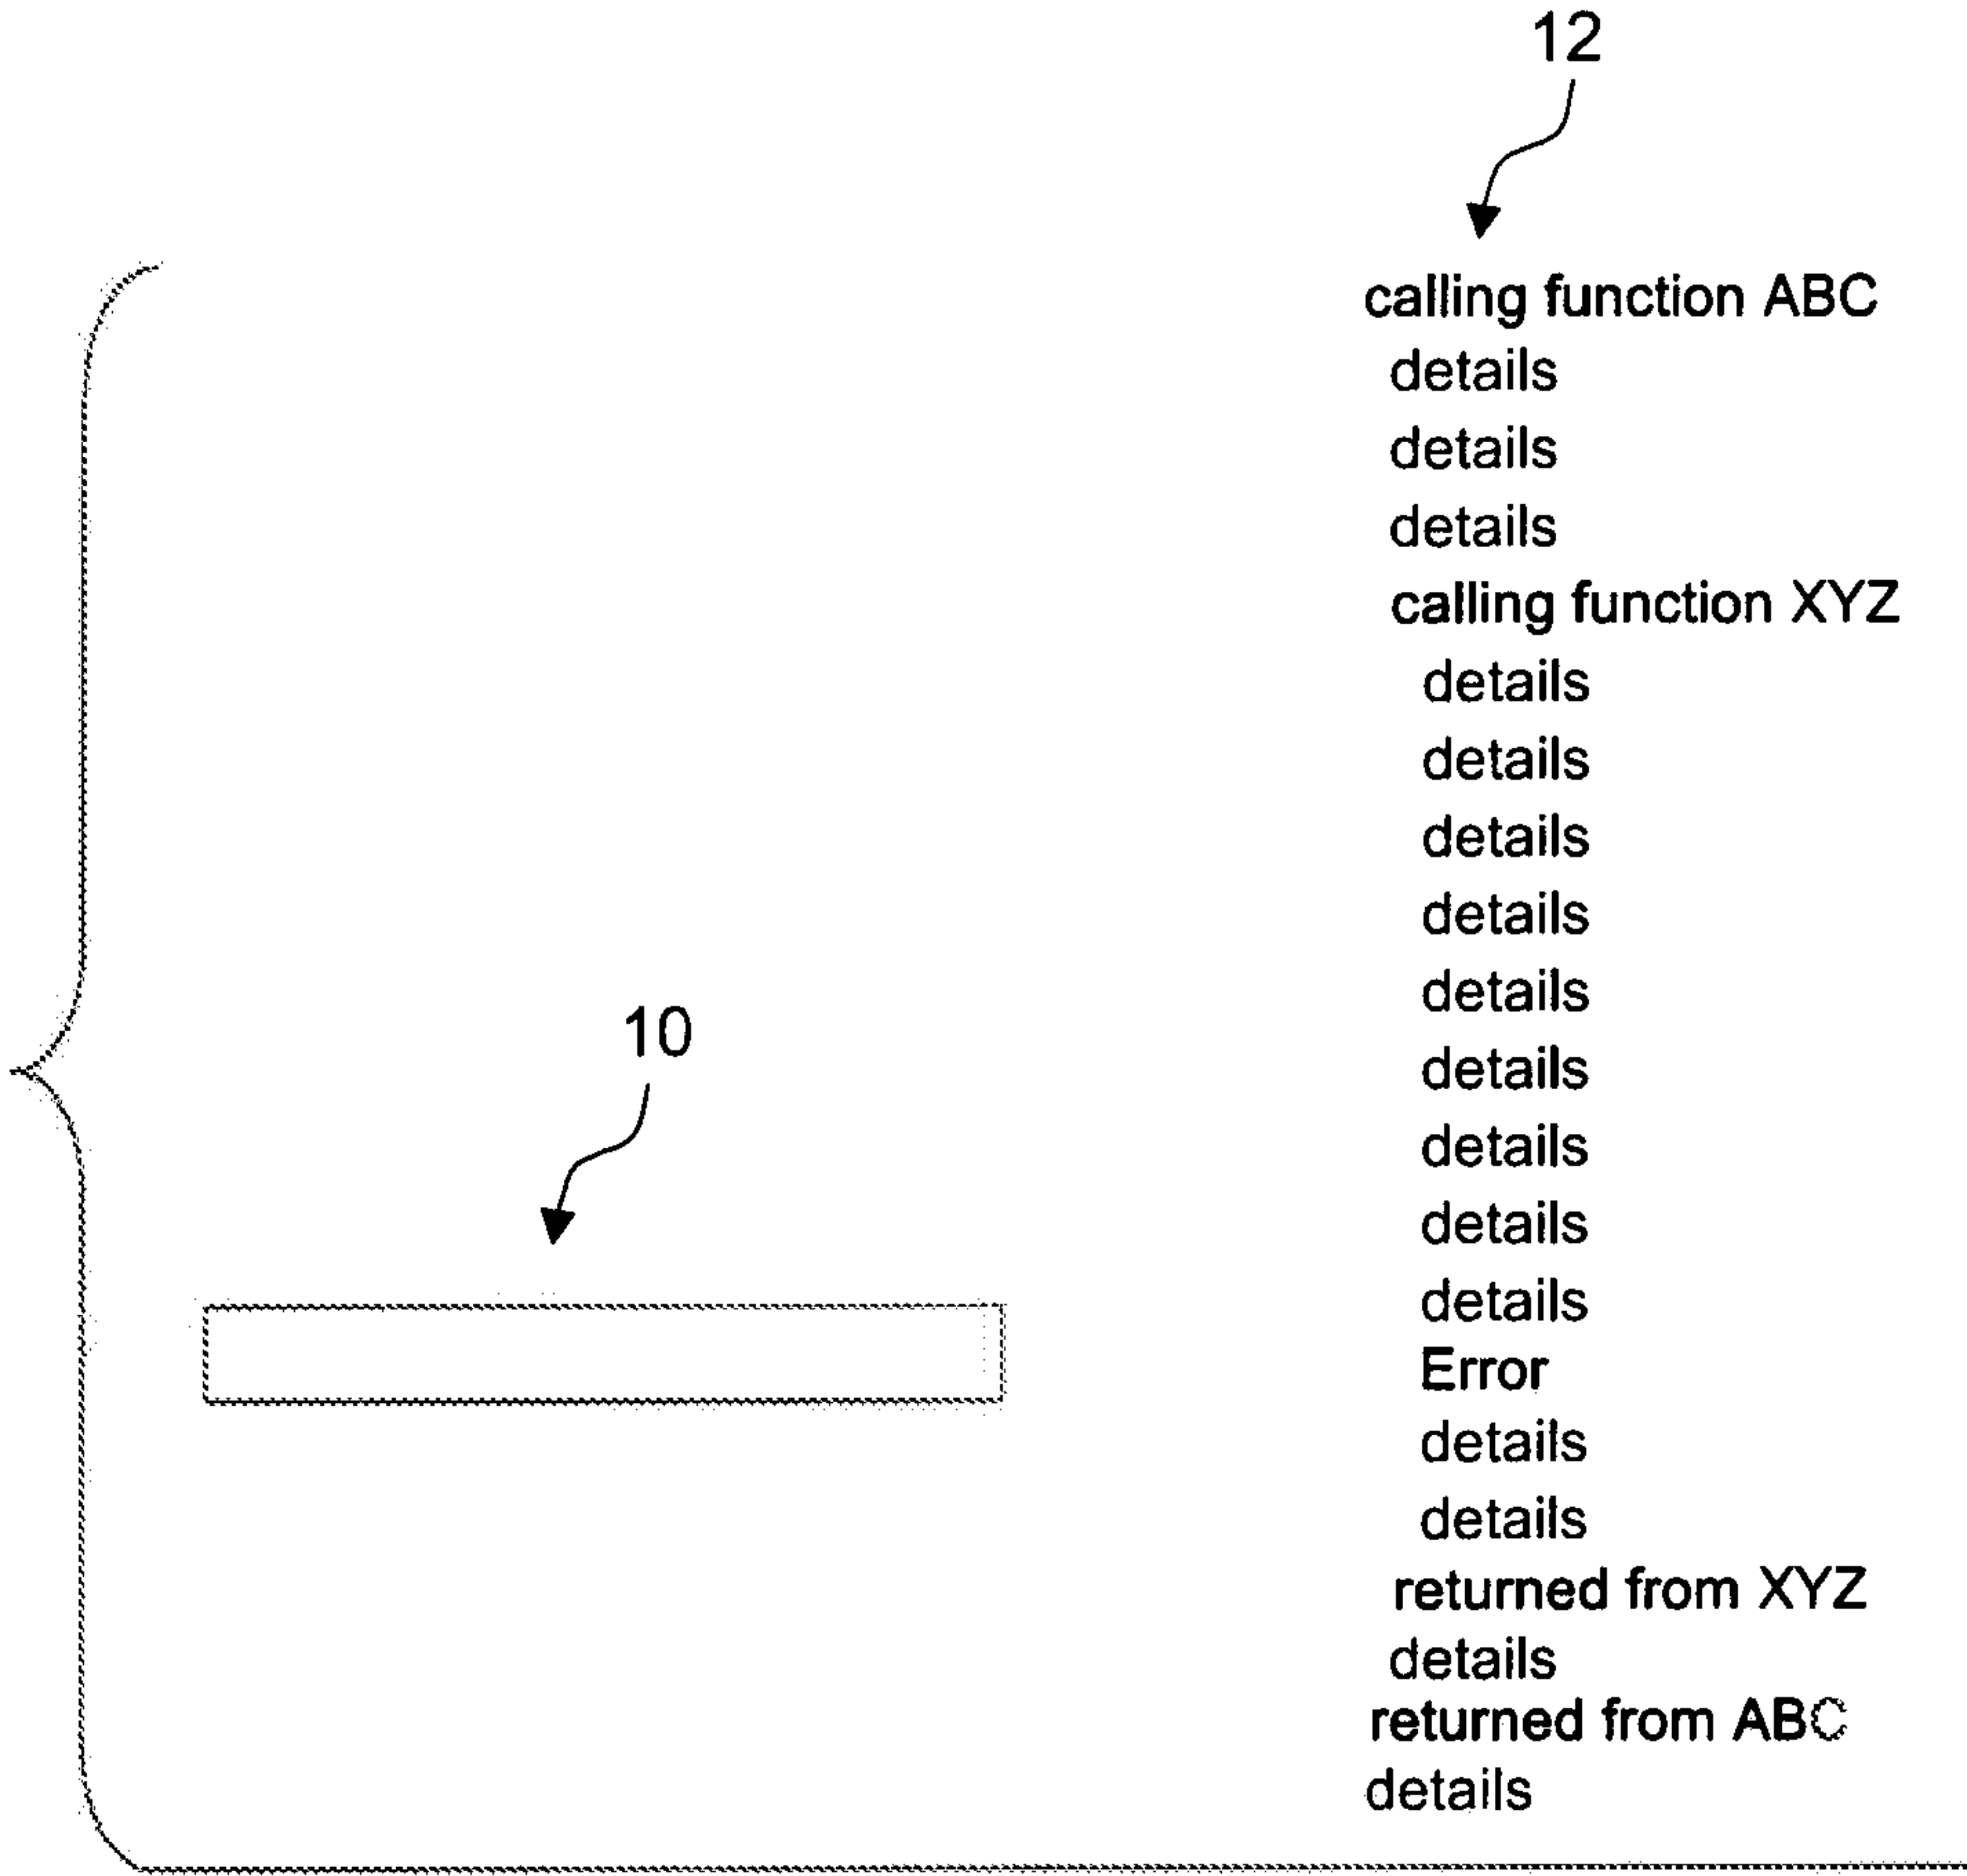 12
calling function ABC
details
details
details
calling function XYZ
details
details
details
details
details
10
details
details
details
details
Error
details
details
returned from XYZ
details
returned from ABC
details